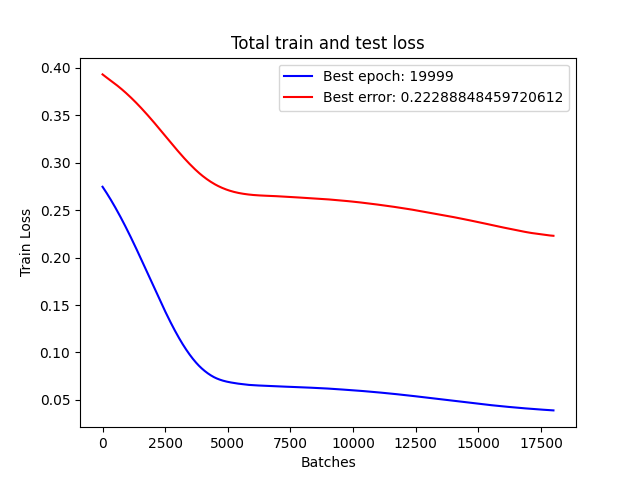 Total train and test loss
Best epoch: 19999
Best error: 0.22288848459720612
0.40
0.35
0.30
0.25
0.20
0.15
0.10
0.05
Train Loss
0 2500 5000 7500 10000 12500 15000 17500
Batches